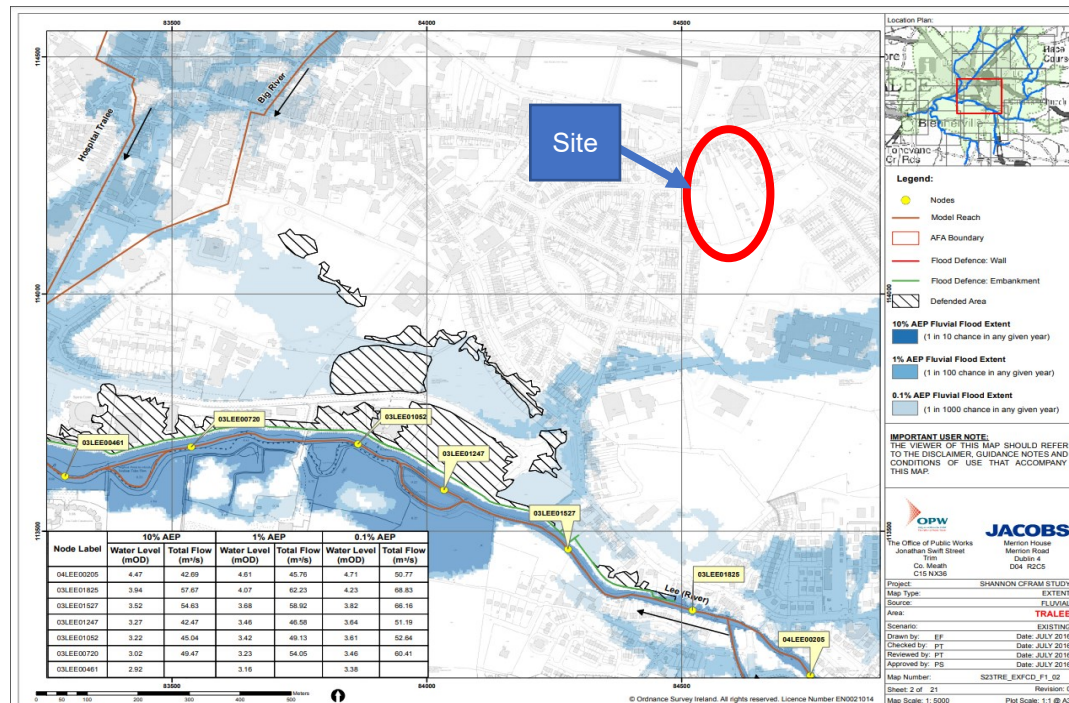 83500
84000
84500
114500
114500
114000
114000
113500
113500
83500
84000
84500
Hospital Tralee
Big River
Site
03LEE00461
03LEE00720
03LEE01052
03LEE01247
03LEE01527
03LEE01825
04LEE00205
Lee (River)
Node Label
10% AEP
1% AEP
0.1% AEP
Water Level (mOD) Total Flow (m³/s) Water Level (mOD) Total Flow (m³/s) Water Level (mOD) Total Flow (m³/s)
04LEE00205 4.47 42.69 4.61 45.76 4.71 50.77
03LEE01825 3.94 57.67 4.07 62.23 4.23 68.83
03LEE01527 3.52 54.63 3.68 58.92 3.82 66.16
03LEE01247 3.27 42.47 3.46 46.58 3.64 51.19
03LEE01052 3.22 45.04 3.42 49.13 3.61 52.64
03LEE00720 3.02 49.47 3.23 54.05 3.46 60.41
03LEE00461 2.92 3.16 3.38
0 50 100 200 300 400 500
Meters
© Ordnance Survey Ireland. All rights reserved. Licence Number EN0021014
Location Plan:
Race
Course
Legend:
Nodes
Model Reach
AFA Boundary
Flood Defence: Wall
Flood Defence: Embankment
Defended Area
10% AEP Fluvial Flood Extent
(1 in 10 chance in any given year)
1% AEP Fluvial Flood Extent
(1 in 100 chance in any given year)
0.1% AEP Fluvial Flood Extent
(1 in 1000 chance in any given year)
IMPORTANT USER NOTE:
THE VIEWER OF THIS MAP SHOULD REFER
TO THE DISCLAIMER, GUIDANCE NOTES AND
CONDITIONS OF USE THAT ACCOMPANY
THIS MAP.
OPW
The Office of Public Works
Jonathan Swift Street
Trim
Co. Meath
C15 NX36
JACOBS
Merrion House
Merrion Road
Dublin 4
D04 R2C5
Project: SHANNON CFRAM STUDY
Map Type: EXTENT
Source: FLUVIAL
Area: TRALEE
Scenario: EXISTING
Drawn by: EF Date: JULY 2016
Checked by: PT Date: JULY 2016
Reviewed by: PT Date: JULY 2016
Approved by: PS Date: JULY 2016
Map Number: S23TRE_EXFCD_F1_02
Sheet: 2 of 21 Revision: 0
Map Scale: 1: 5000 Plot Scale: 1:1 @ A3